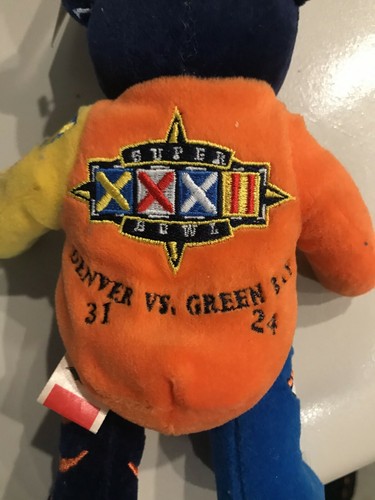 SUPER
XXXII
BOWL
DENVER VS. GREEN BAY
31 24